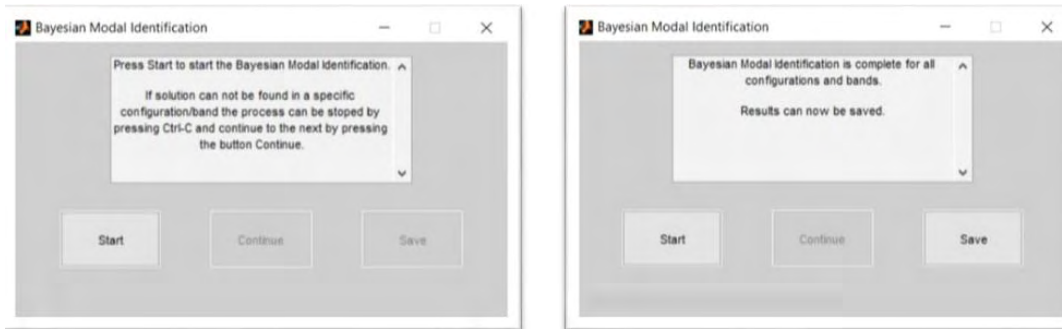 Bayesian Modal Identification
Press Start to start the Bayesian Modal Identification.
If solution can not be found in a specific
configuration/band the process can be stoped by
pressing Ctrl-C and continue to the next by pressing
the button Continue.
Start
Continue
Save
Bayesian Modal Identification
Bayesian Modal Identification is complete for all
configurations and bands.
Results can now be saved.
Start
Continue
Save